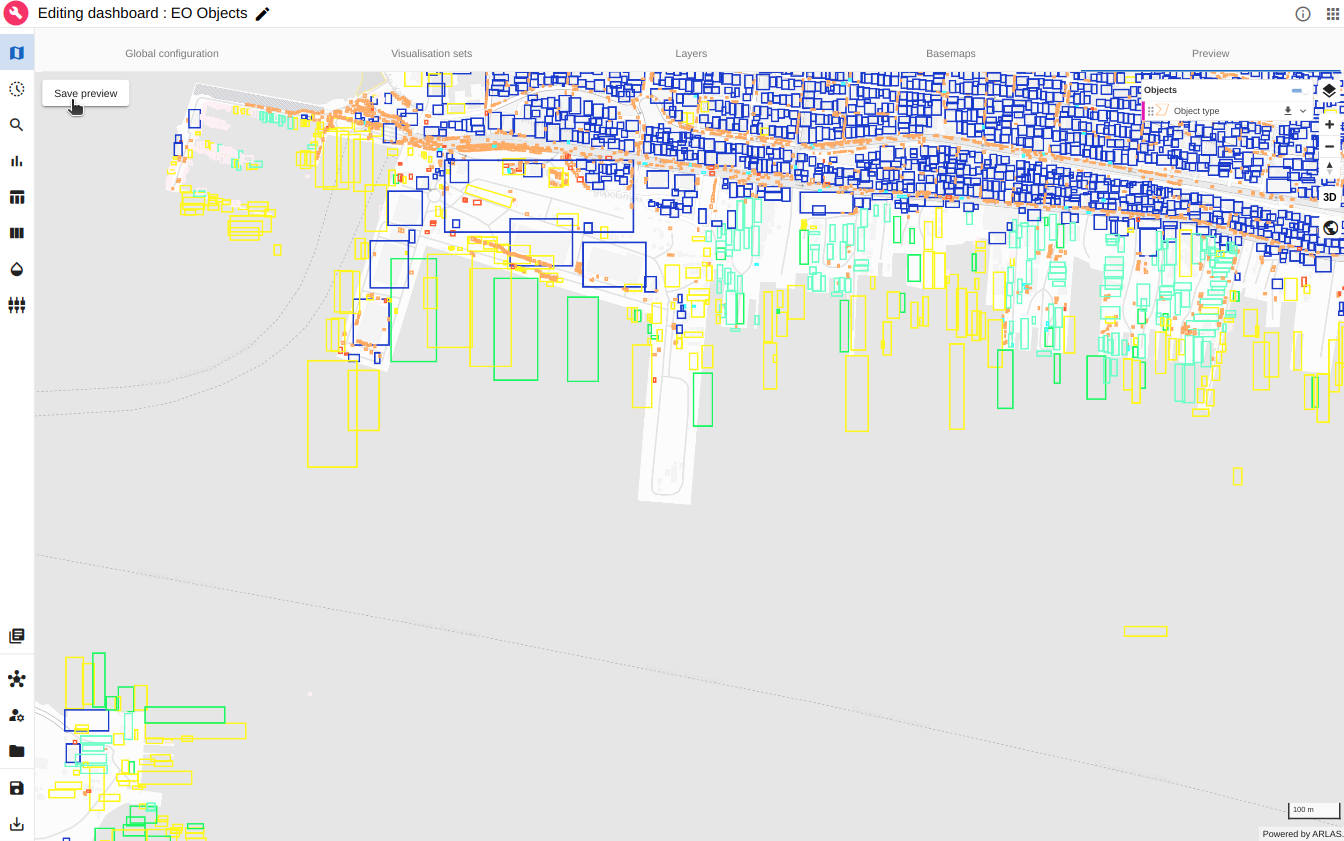 Editing dashboard : EO Objects
Global configuration
Visualisation sets
Layers
Basemaps
Preview
Save preview
Objects
Object type
3D
100 m
Powered by ARLAS.